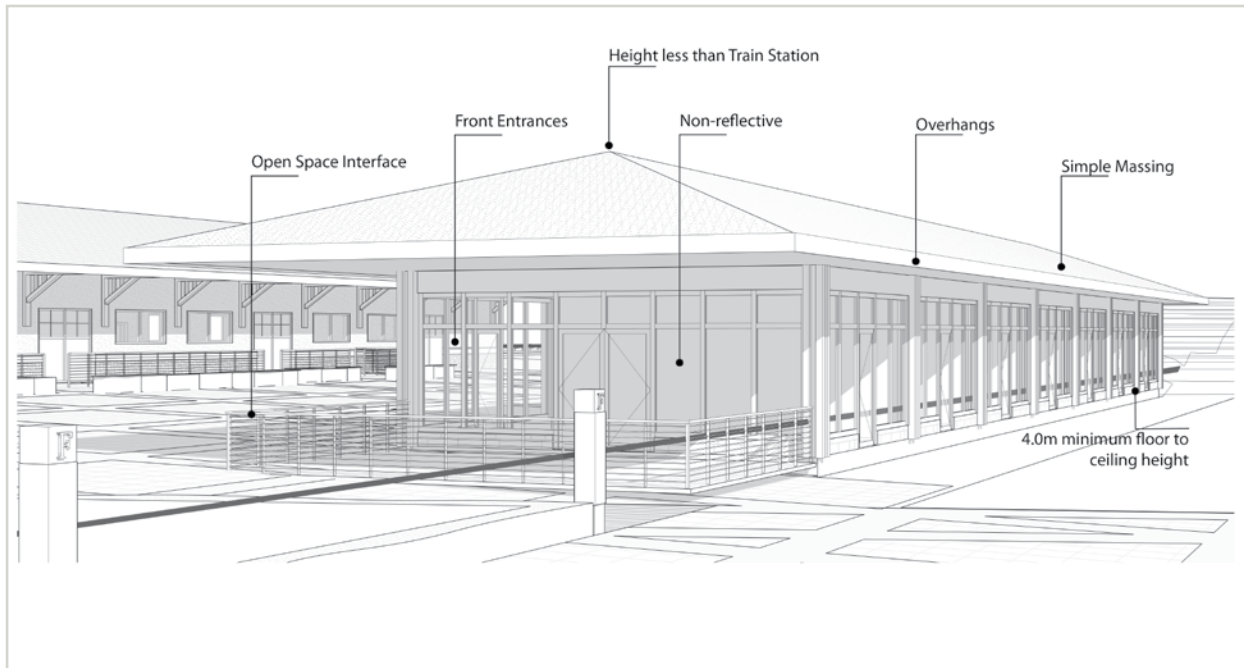 Height less than Train Station
Front Entrances
Non-reflective
Overhangs
Open Space Interface
Simple Massing
4.0m minimum floor to
ceiling height